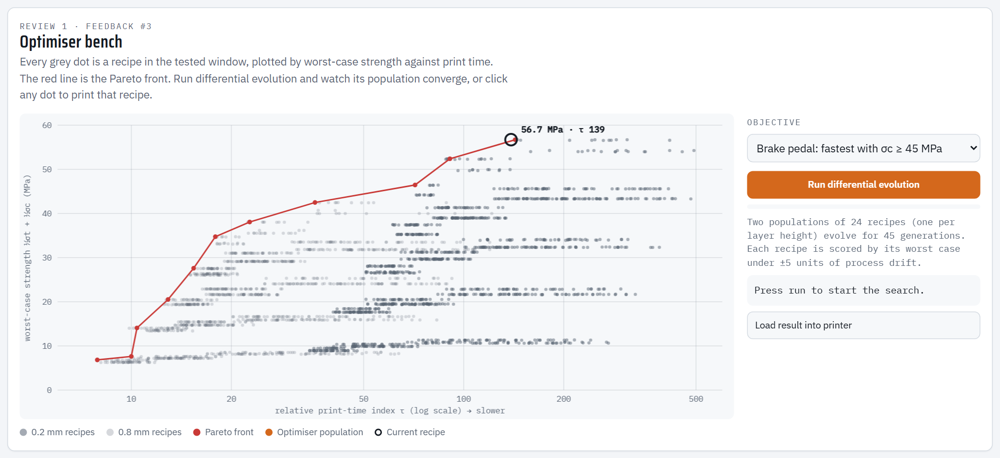 REVIEW 1 · FEEDBACK #3
Optimiser bench
Every grey dot is a recipe in the tested window, plotted by worst-case strength against print time.
The red line is the Pareto front. Run differential evolution and watch its population converge, or click
any dot to print that recipe.
worst-case strength ½σt + ½σc (MPa)
60
50
40
30
20
10
0
56.7 MPa · τ 139
10
20
50
100
200
500
relative print-time index τ (log scale) → slower
0.2 mm recipes
0.8 mm recipes
Pareto front
Optimiser population
Current recipe
OBJECTIVE
Brake pedal: fastest with σc ≥ 45 MPa
Run differential evolution
Two populations of 24 recipes (one per
layer height) evolve for 45 generations.
Each recipe is scored by its worst case
under ±5 units of process drift.
Press run to start the search.
Load result into printer